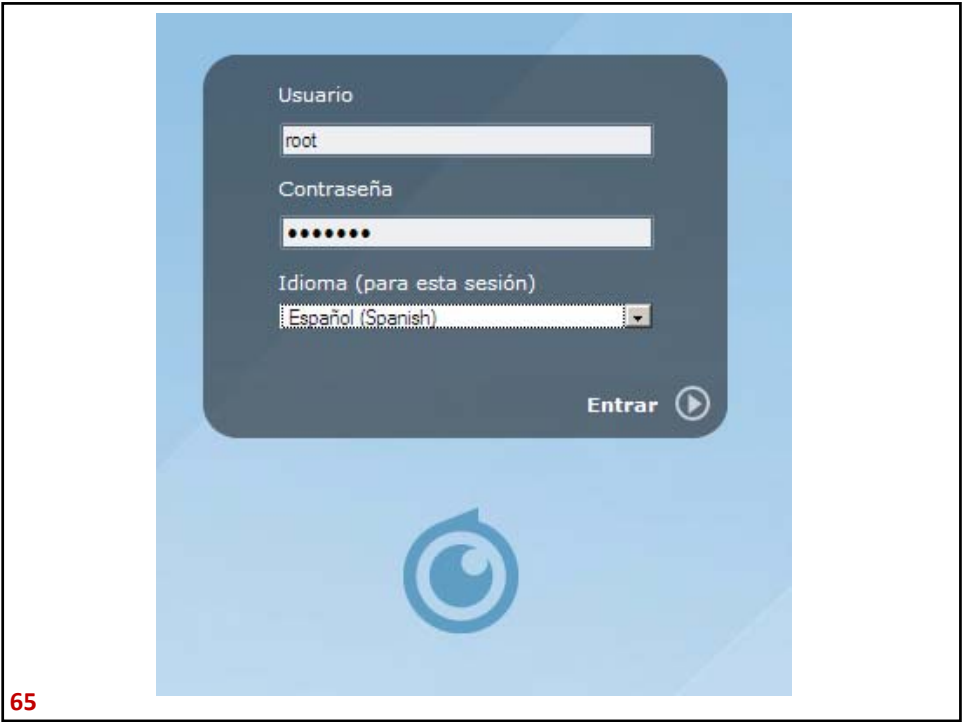 Usuario
root
Contraseña
•••••••
Idioma (para esta sesión)
Español (Spanish)
Entrar
65